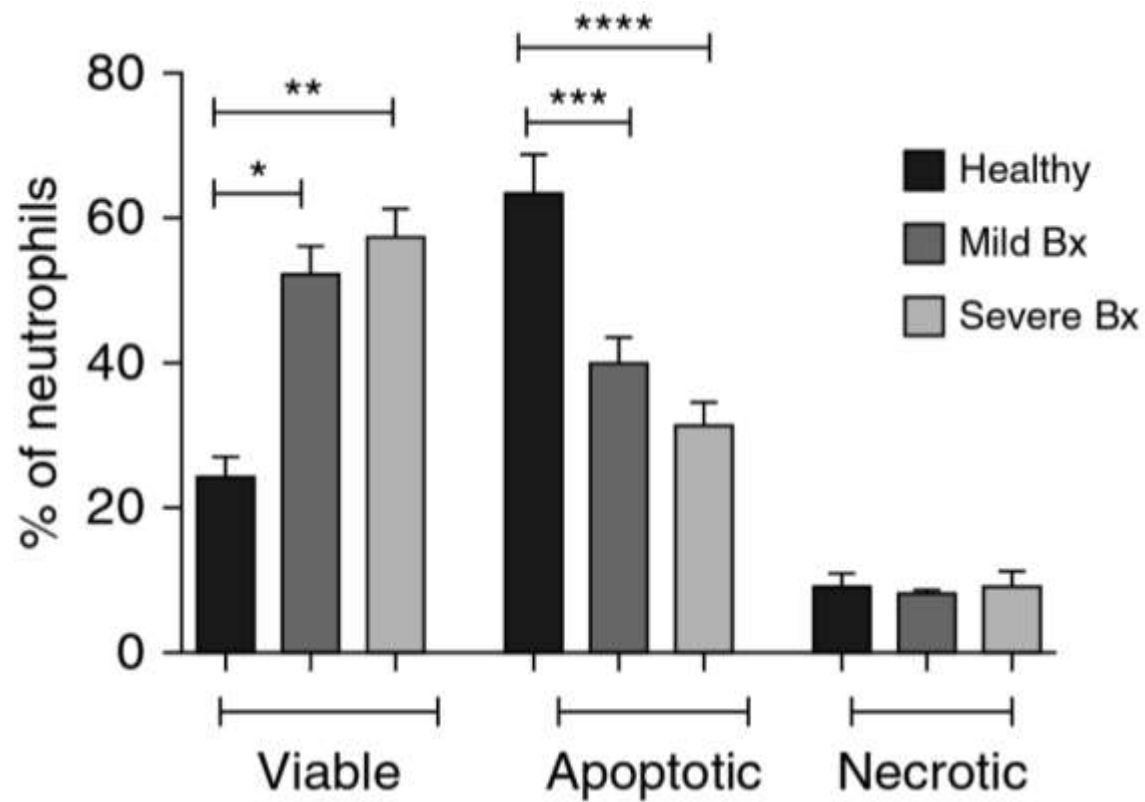 ****
***
**
*
80
60
40
20
0
% of neutrophils
Healthy
Mild Bx
Severe Bx
Viable
Apoptotic
Necrotic